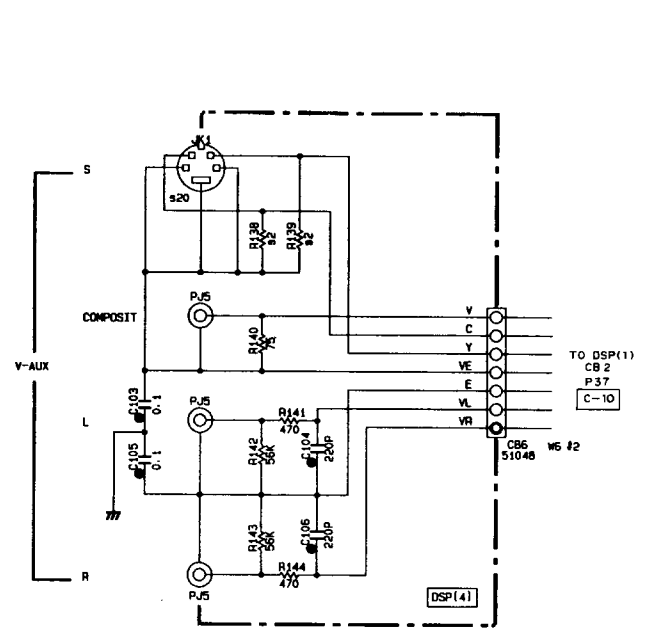 JK1
S
s20
R138
s2
R139
s2
PJ5
COMPOSIT
R140
75
V
C
Y
VE
E
VL
VR
TO DSP(1)
CB2
P37
C-10
V-AUX
C103
0.1
PJ5
L
R141
470
R142
56K
C104
220P
C105
0.1
CB6
51048
W6 #2
R143
56K
C106
220P
R144
470
R
PJ5
DSP(4)